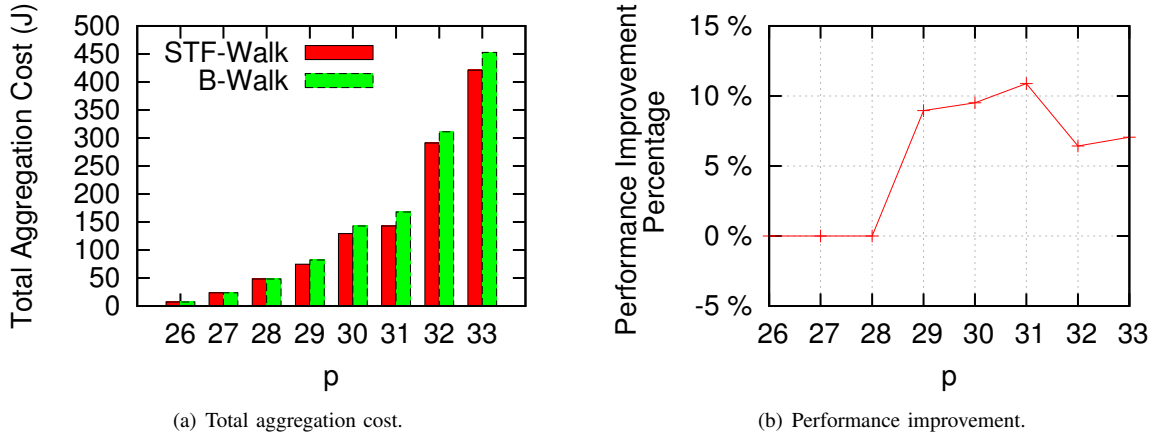 Total Aggregation Cost (J)
500
450
400
350
300
250
200
150
100
50
0
STF-Walk
B-Walk
26 27 28 29 30 31 32 33
p
(a) Total aggregation cost.
Performance Improvement
Percentage
15 %
10 %
5 %
0 %
-5 %
26 27 28 29 30 31 32 33
p
(b) Performance improvement.